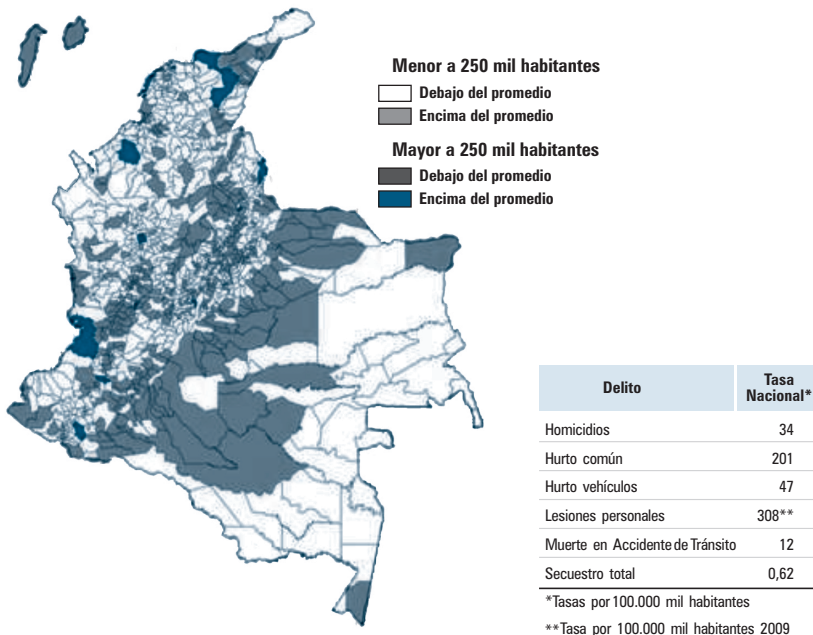 Menor a 250 mil habitantes
Debajo del promedio
Encima del promedio
Mayor a 250 mil habitantes
Debajo del promedio
Encima del promedio
Delito
Tasa
Nacional*
Homicidios 34
Hurto común 201
Hurto vehículos 47
Lesiones personales 308**
Muerte en Accidente de Tránsito 12
Secuestro total 0,62
*Tasas por 100.000 mil habitantes
**Tasa por 100.000 mil habitantes 2009